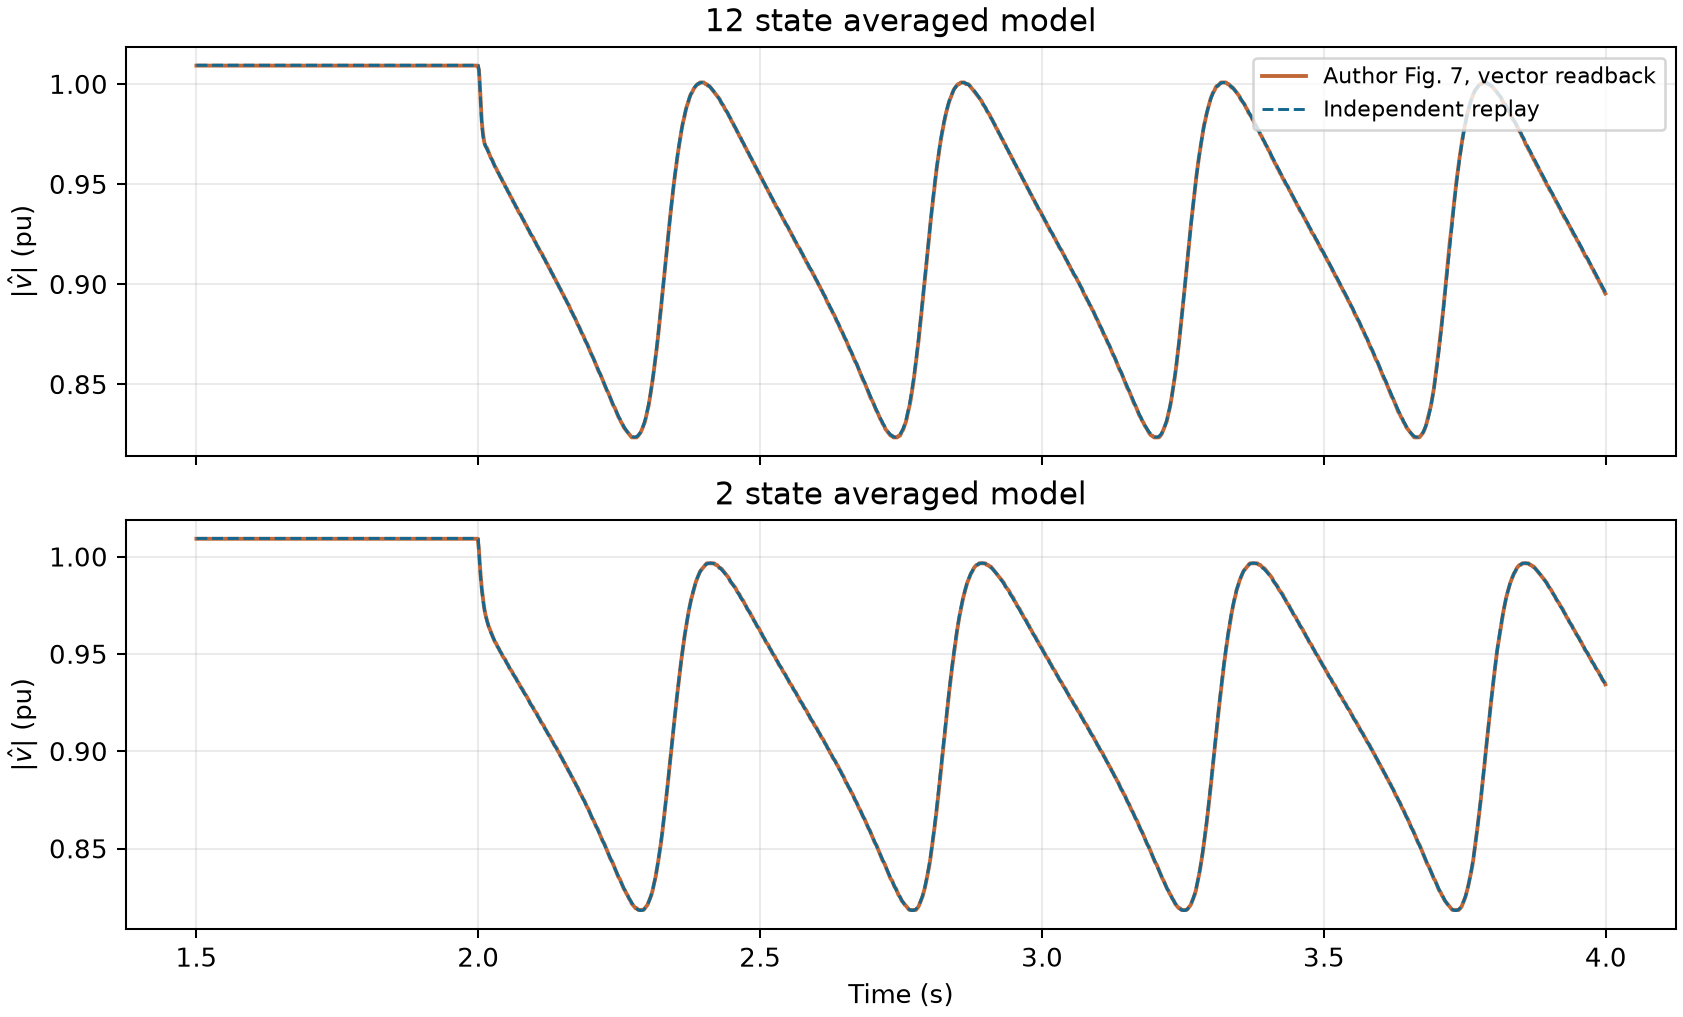 12 state averaged model
1.00
0.95
0.90
0.85
|v̂| (pu)
Author Fig. 7, vector readback
Independent replay
2 state averaged model
1.00
0.95
0.90
0.85
|v̂| (pu)
1.5 2.0 2.5 3.0 3.5 4.0
Time (s)